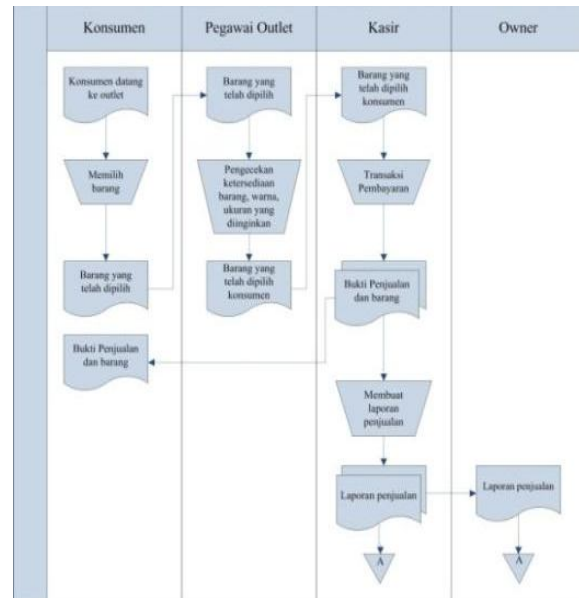 Konsumen
Pegawai Outlet
Kasir
Owner
Konsumen datang
ke outlet
Memilih
barang
Barang yang
telah dipilih
Bukti Penjualan
dan barang
Barang yang
telah dipilih
Pengecekan
ketersediaan
barang, warna,
ukuran yang
diinginkan
Barang yang
telah dipilih
konsumen
Barang yang
telah dipilih
konsumen
Transaksi
Pembayaran
Bukti Penjualan
dan barang
Membuat
laporan
penjualan
Laporan penjualan
A
Laporan penjualan
A